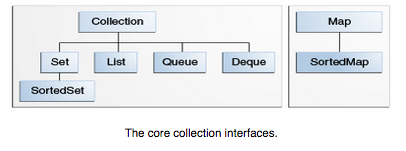 Collection
Map
Set
List
Queue
Deque
SortedMap
SortedSet
The core collection interfaces.